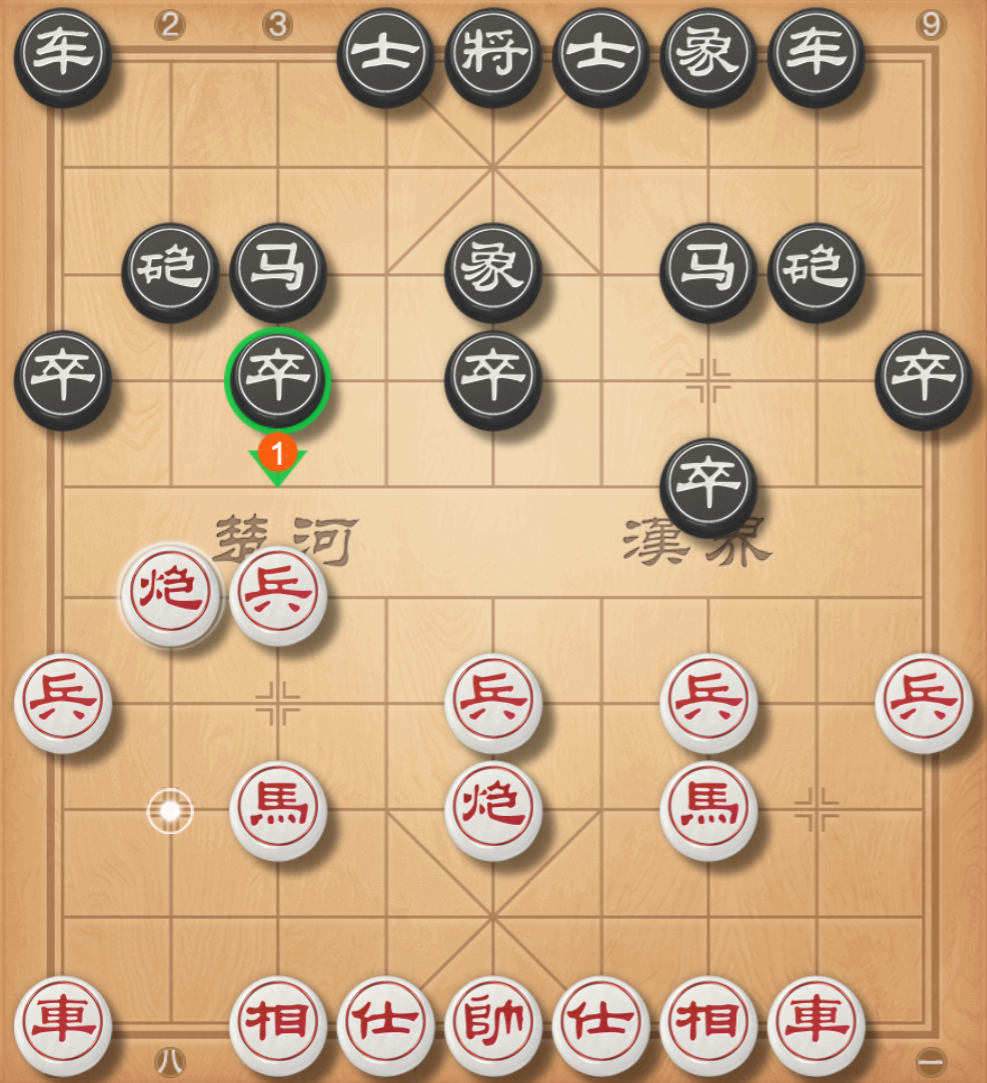 2 3 9
车 士 将 士 象 车
砲 马 象 马 砲
卒 卒 卒 卒
1
卒
楚河 漢界
炮 兵
兵 兵 兵 兵
馬 炮 馬
車 相 仕 帥 仕 相 車
八 一